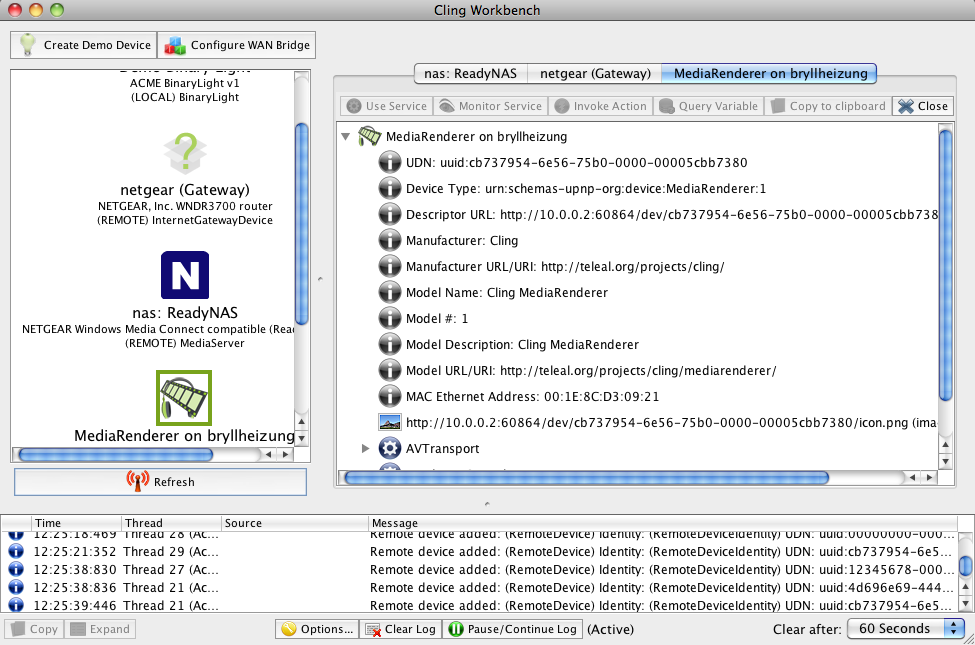 Cling Workbench
Create Demo Device
Configure WAN Bridge
Demo Binary Light
ACME BinaryLight v1
(LOCAL) BinaryLight
netgear (Gateway)
NETGEAR, Inc. WNDR3700 router
(REMOTE) InternetGatewayDevice
N
nas: ReadyNAS
NETGEAR Windows Media Connect compatible (Rea
(REMOTE) MediaServer
MediaRenderer on bryllheizung
Refresh
nas: ReadyNAS
netgear (Gateway)
MediaRenderer on bryllheizung
Use Service
Monitor Service
Invoke Action
Query Variable
Copy to clipboard
Close
MediaRenderer on bryllheizung
UDN: uuid:cb737954-6e56-75b0-0000-00005cbb7380
Device Type: urn:schemas-upnp-org:device:MediaRenderer:1
Descriptor URL: http://10.0.0.2:60864/dev/cb737954-6e56-75b0-0000-00005cbb738
Manufacturer: Cling
Manufacturer URL/URI: http://teleal.org/projects/cling/
Model Name: Cling MediaRenderer
Model #: 1
Model Description: Cling MediaRenderer
Model URL/URI: http://teleal.org/projects/cling/mediarenderer/
MAC Ethernet Address: 00:1E:8C:D3:09:21
http://10.0.0.2:60864/dev/cb737954-6e56-75b0-0000-00005cbb7380/icon.png (ima
AVTransport
Time Thread Source Message
12:25:18:469 Thread 28 (Ac... Remote device added: (RemoteDevice) Identity: (RemoteDeviceIdentity) UDN: uuid:00000000-000...
12:25:21:352 Thread 29 (Ac... Remote device added: (RemoteDevice) Identity: (RemoteDeviceIdentity) UDN: uuid:cb737954-6e5...
12:25:38:830 Thread 27 (Ac... Remote device added: (RemoteDevice) Identity: (RemoteDeviceIdentity) UDN: uuid:12345678-000...
12:25:38:836 Thread 21 (Ac... Remote device added: (RemoteDevice) Identity: (RemoteDeviceIdentity) UDN: uuid:4d696e69-444...
12:25:39:446 Thread 21 (Ac... Remote device added: (RemoteDevice) Identity: (RemoteDeviceIdentity) UDN: uuid:cb737954-6e5...
Copy
Expand
Options...
Clear Log
Pause/Continue Log
(Active)
Clear after:
60 Seconds